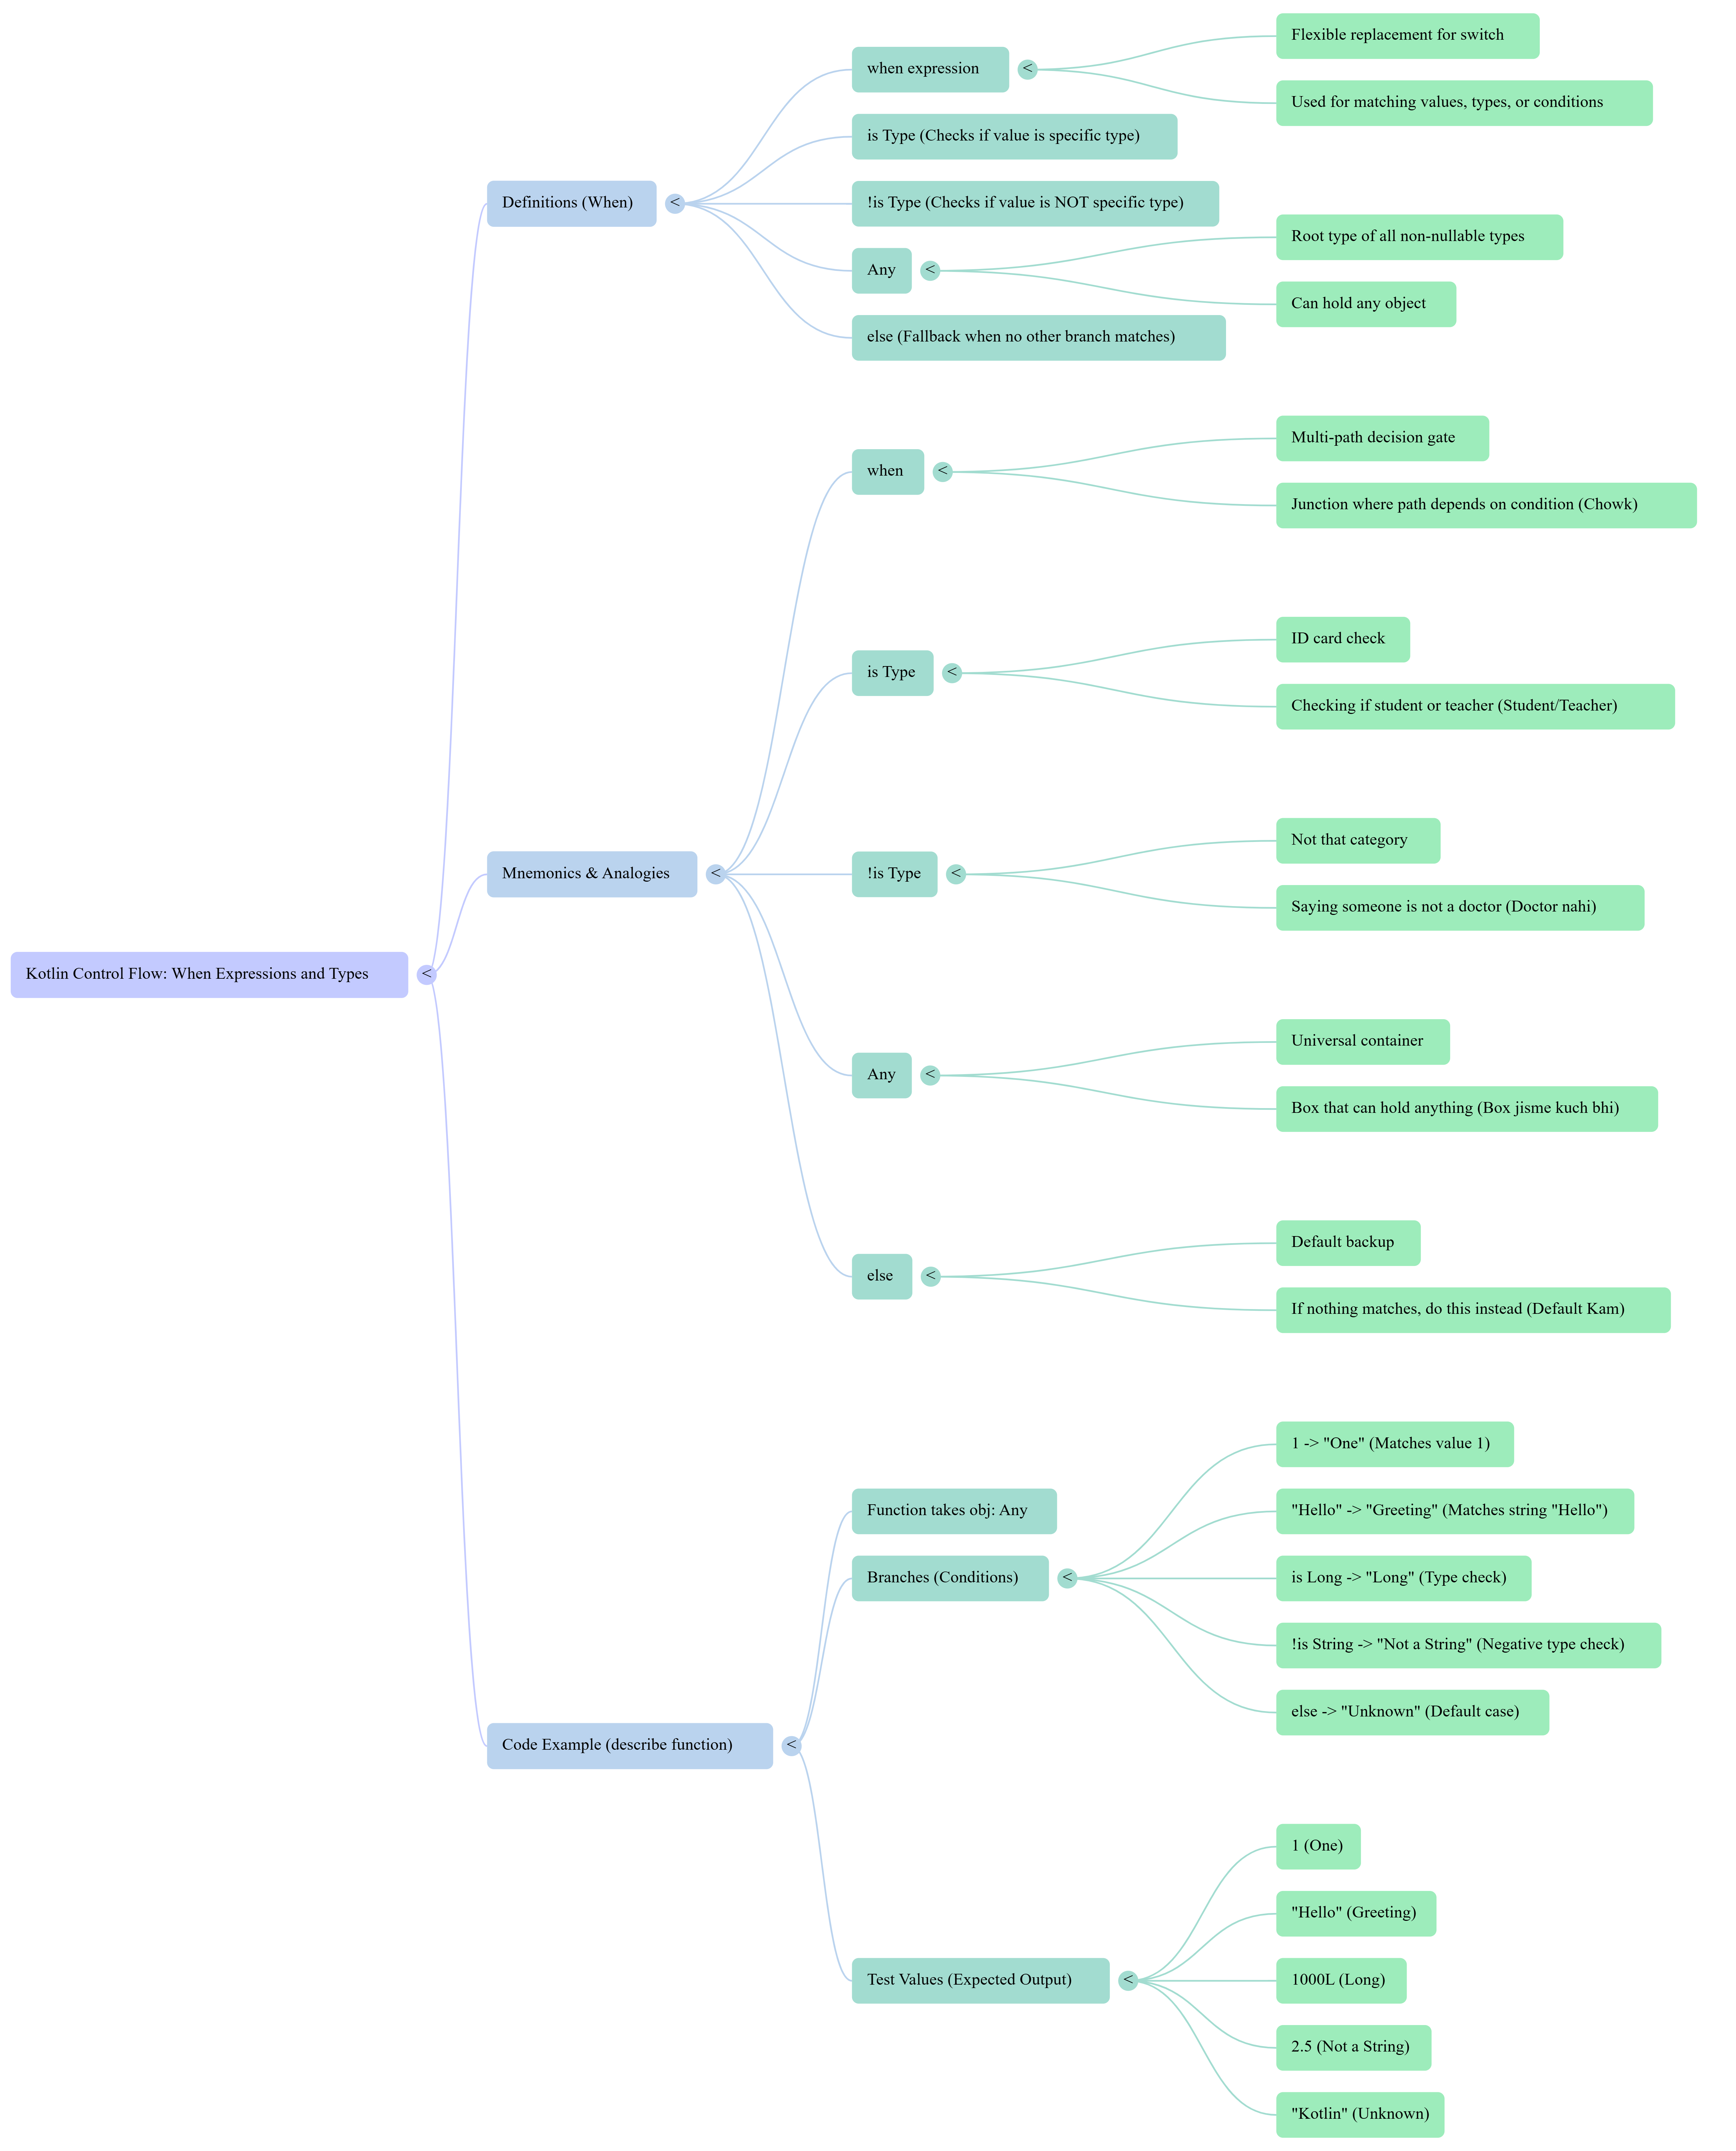 Kotlin Control Flow: When Expressions and Types
<
Definitions (When)
<
when expression
<
Flexible replacement for switch
Used for matching values, types, or conditions
is Type (Checks if value is specific type)
!is Type (Checks if value is NOT specific type)
Any
<
Root type of all non-nullable types
Can hold any object
else (Fallback when no other branch matches)
Mnemonics & Analogies
<
when
<
Multi-path decision gate
Junction where path depends on condition (Chowk)
is Type
<
ID card check
Checking if student or teacher (Student/Teacher)
!is Type
<
Not that category
Saying someone is not a doctor (Doctor nahi)
Any
<
Universal container
Box that can hold anything (Box jisme kuch bhi)
else
<
Default backup
If nothing matches, do this instead (Default Kam)
Code Example (describe function)
<
Function takes obj: Any
Branches (Conditions)
<
1 -> "One" (Matches value 1)
"Hello" -> "Greeting" (Matches string "Hello")
is Long -> "Long" (Type check)
!is String -> "Not a String" (Negative type check)
else -> "Unknown" (Default case)
Test Values (Expected Output)
<
1 (One)
"Hello" (Greeting)
1000L (Long)
2.5 (Not a String)
"Kotlin" (Unknown)